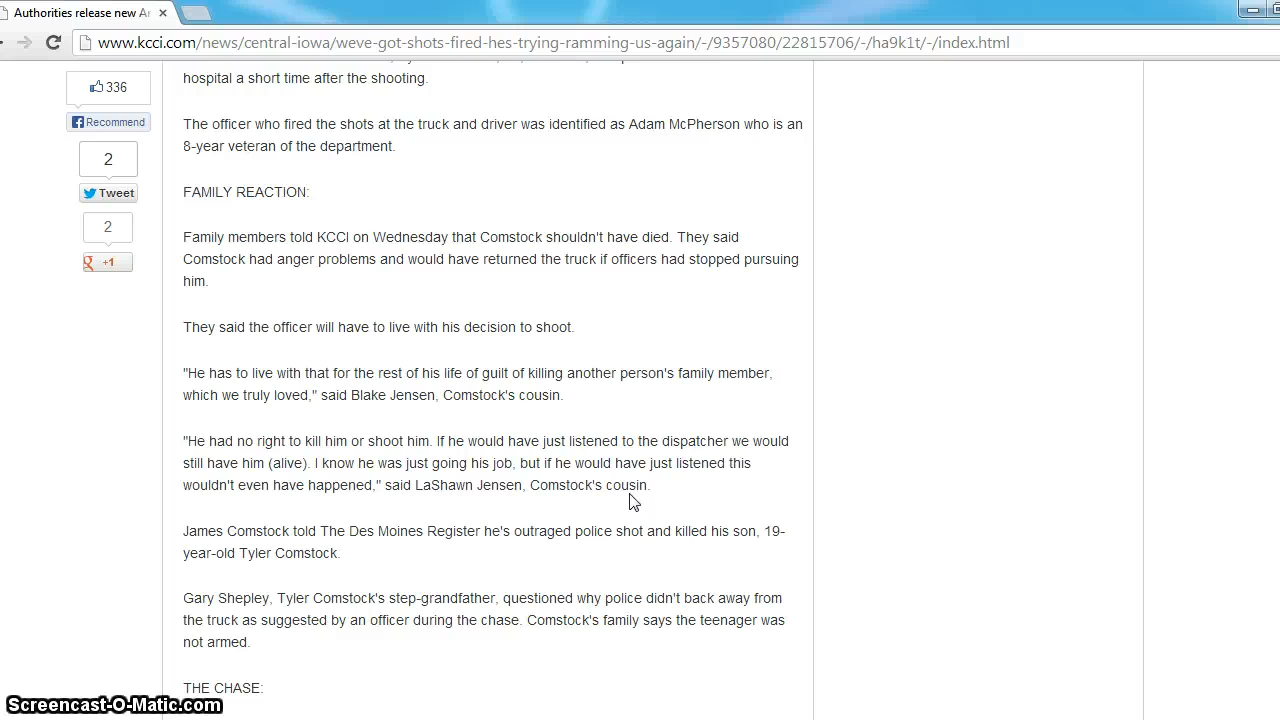 Authorities release new Ar
www.kcci.com/news/central-iowa/weve-got-shots-fired-hes-trying-ramming-us-again/-/9357080/22815706/-/ha9k1t/-/index.html
336
Recommend
2
Tweet
2
+1
hospital a short time after the shooting.
The officer who fired the shots at the truck and driver was identified as Adam McPherson who is an
8-year veteran of the department.
FAMILY REACTION:
Family members told KCCI on Wednesday that Comstock shouldn't have died. They said
Comstock had anger problems and would have returned the truck if officers had stopped pursuing
him.
They said the officer will have to live with his decision to shoot.
"He has to live with that for the rest of his life of guilt of killing another person's family member,
which we truly loved," said Blake Jensen, Comstock's cousin.
"He had no right to kill him or shoot him. If he would have just listened to the dispatcher we would
still have him (alive). I know he was just going his job, but if he would have just listened this
wouldn't even have happened," said LaShawn Jensen, Comstock's cousin.
James Comstock told The Des Moines Register he's outraged police shot and killed his son, 19-
year-old Tyler Comstock.
Gary Shepley, Tyler Comstock's step-grandfather, questioned why police didn't back away from
the truck as suggested by an officer during the chase. Comstock's family says the teenager was
not armed.
THE CHASE:
Screencast-O-Matic.com